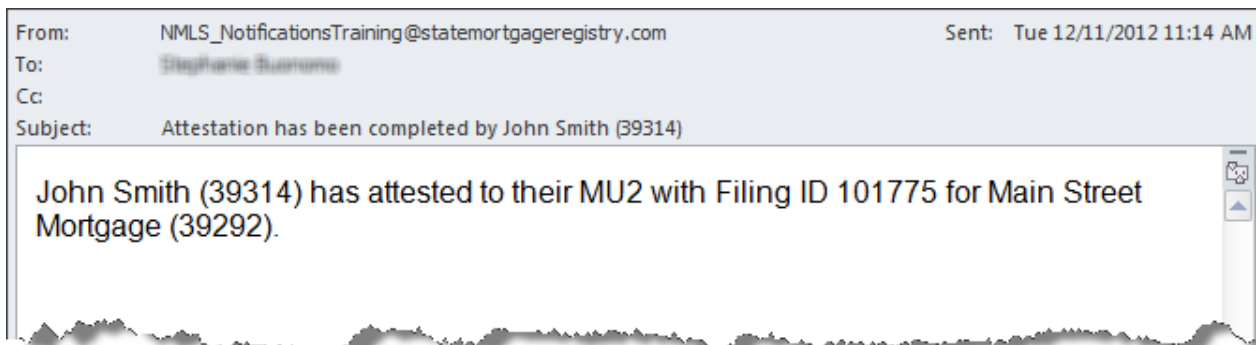 From: NMLS_NotificationsTraining@statemortgageregistry.com Sent: Tue 12/11/2012 11:14 AM
To:
Cc:
Subject: Attestation has been completed by John Smith (39314)
John Smith (39314) has attested to their MU2 with Filing ID 101775 for Main Street
Mortgage (39292).